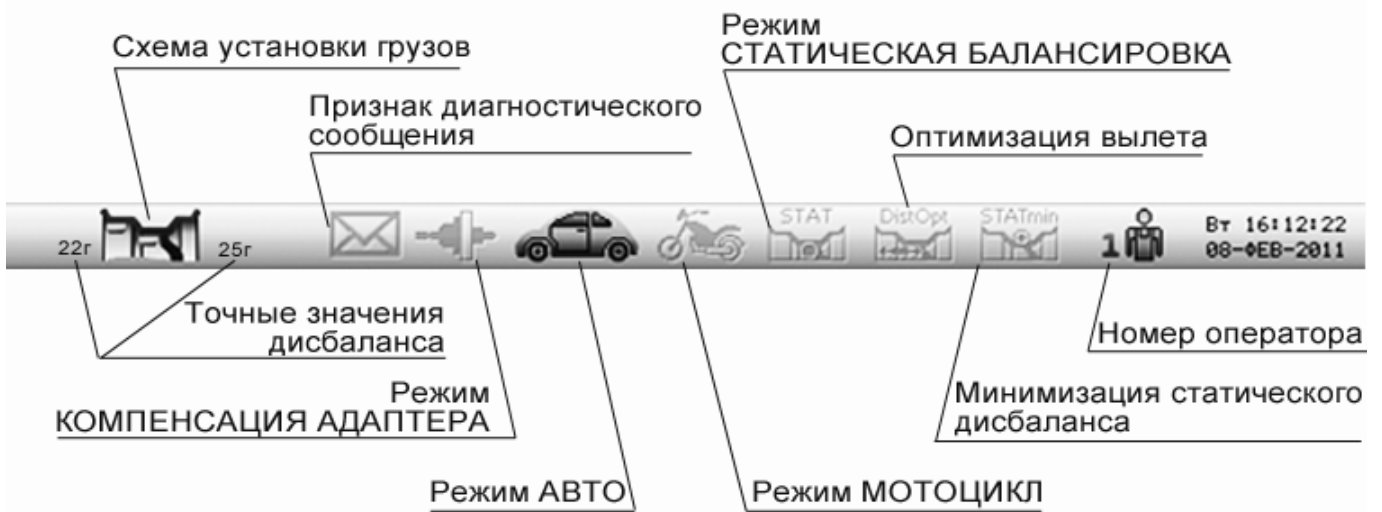 Режим
СТАТИЧЕСКАЯ БАЛАНСИРОВКА
Схема установки грузов
Признак диагностического
сообщения
Оптимизация вылета
22г
25г
STAT
DistOpt
STATmin
1
Вт 16:12:22
08-ФЕВ-2011
Точные значения
дисбаланса
Номер оператора
Режим
КОМПЕНСАЦИЯ АДАПТЕРА
Минимизация статического
дисбаланса
Режим АВТО
Режим МОТОЦИКЛ